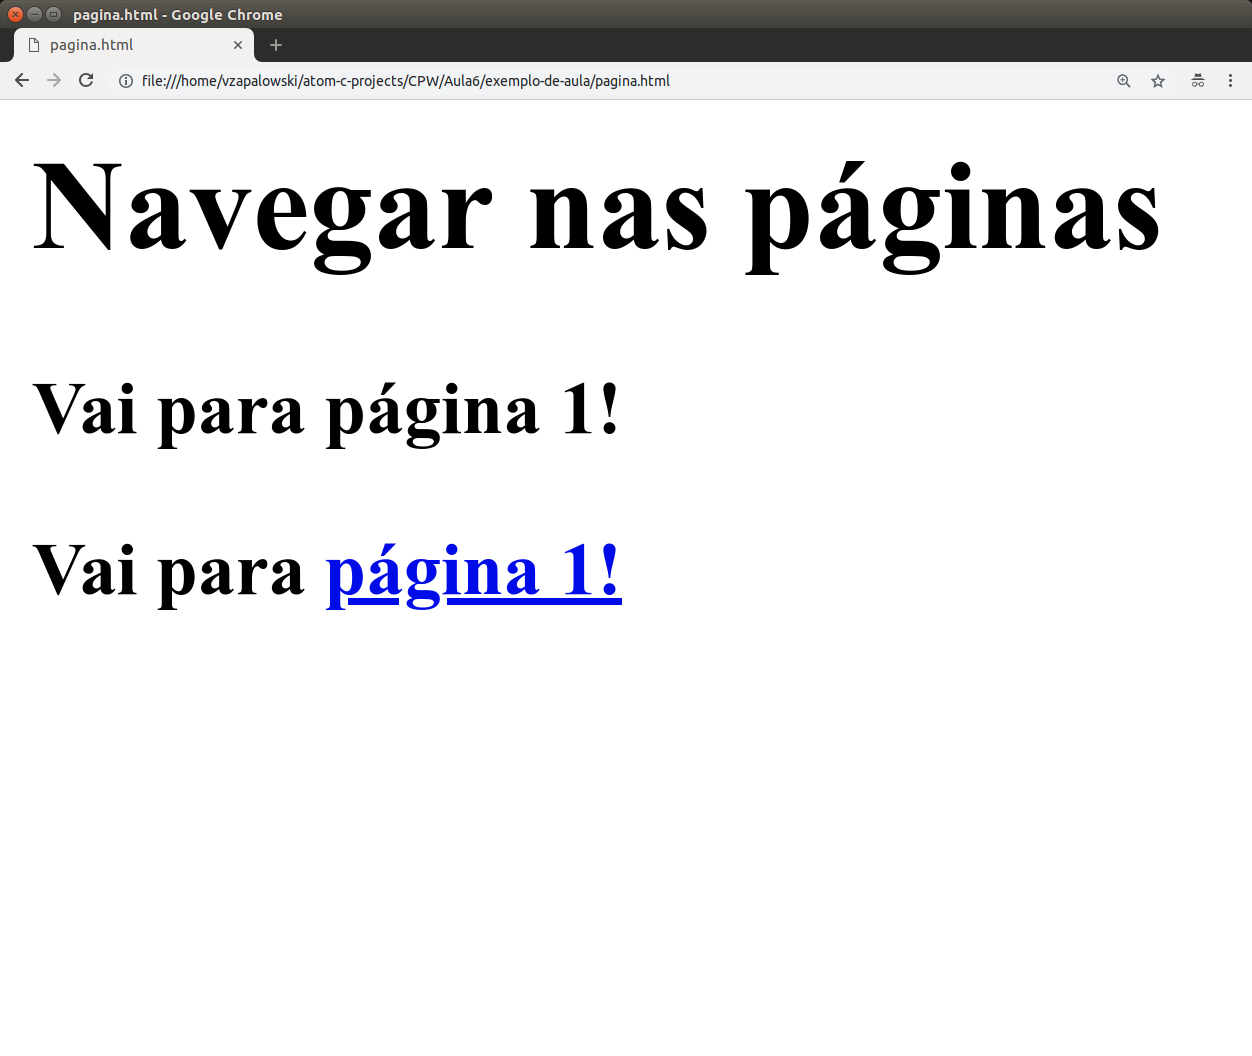 pagina.html - Google Chrome
pagina.html
file:///home/vzapalowski/atom-c-projects/CPW/Aula6/exemplo-de-aula/pagina.html
Navegar nas páginas
Vai para página 1!
Vai para página 1!